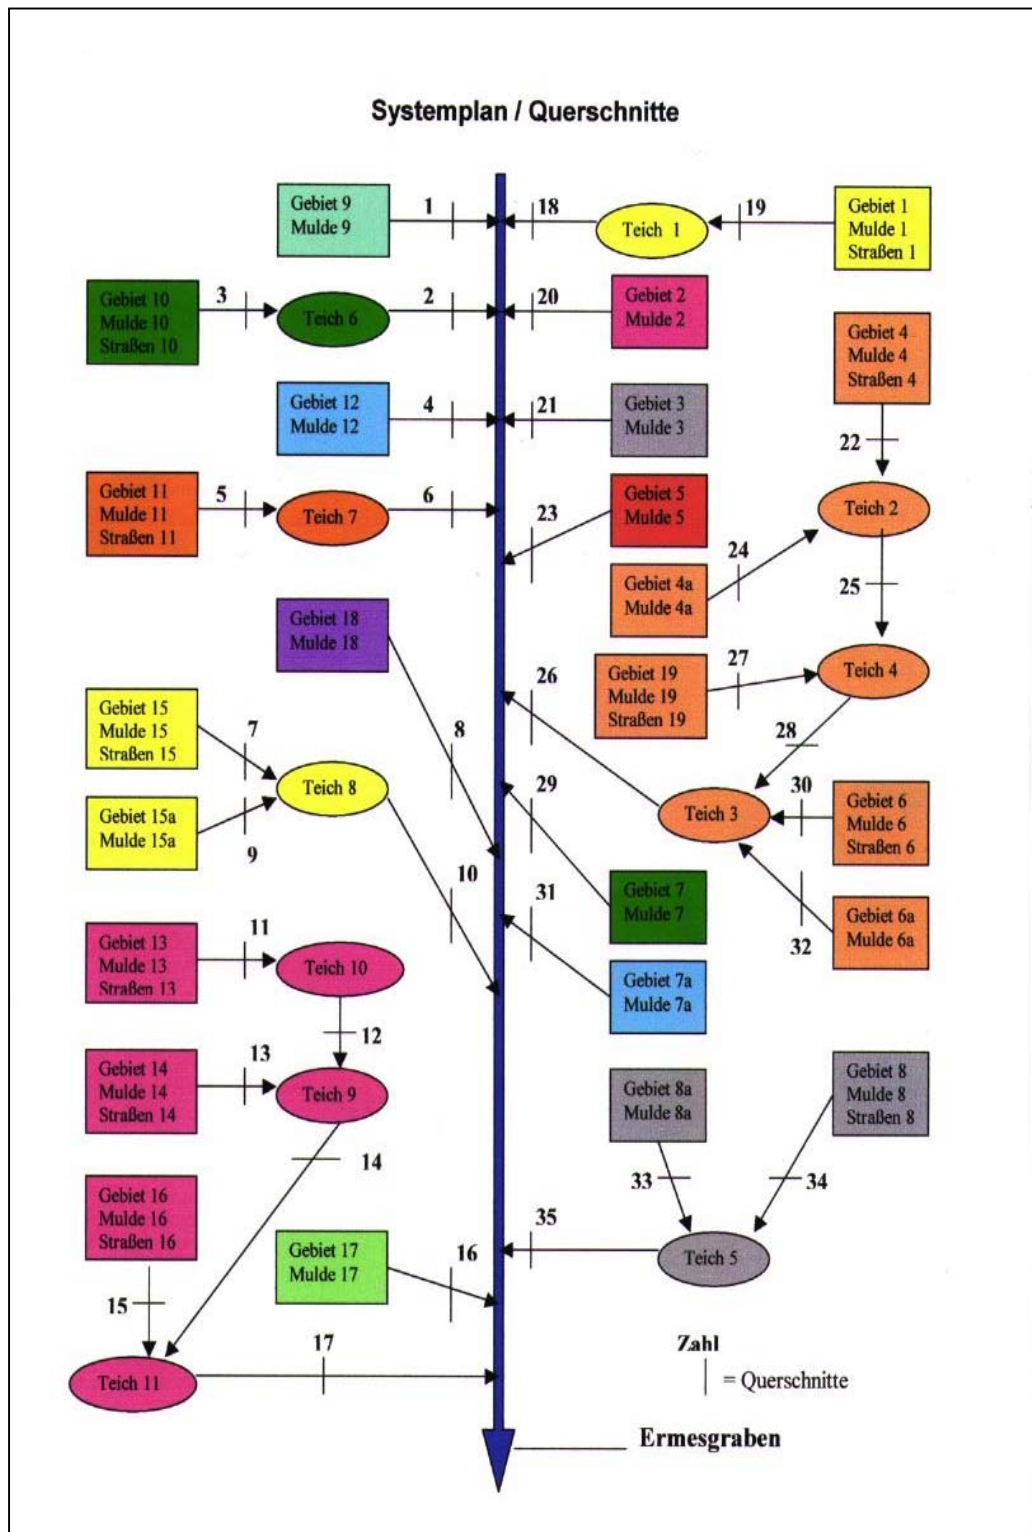 Systemplan / Querschnitte
Gebiet 9
Mulde 9
1
18
Teich 1
19
Gebiet 1
Mulde 1
Straßen 1
Gebiet 10
Mulde 10
Straßen 10
3
Teich 6
2
20
Gebiet 2
Mulde 2
Gebiet 4
Mulde 4
Straßen 4
Gebiet 12
Mulde 12
4
21
Gebiet 3
Mulde 3
22
Gebiet 11
Mulde 11
Straßen 11
5
Teich 7
6
23
Gebiet 5
Mulde 5
Teich 2
24
Gebiet 4a
Mulde 4a
25
Gebiet 18
Mulde 18
Gebiet 19
Mulde 19
Straßen 19
27
Teich 4
26
Gebiet 15
Mulde 15
Straßen 15
7
8
28
Teich 8
29
Teich 3
30
Gebiet 6
Mulde 6
Straßen 6
Gebiet 15a
Mulde 15a
9
10
31
Gebiet 7
Mulde 7
32
Gebiet 6a
Mulde 6a
Gebiet 13
Mulde 13
Straßen 13
11
Teich 10
Gebiet 7a
Mulde 7a
12
Gebiet 14
Mulde 14
Straßen 14
13
Teich 9
Gebiet 8a
Mulde 8a
Gebiet 8
Mulde 8
Straßen 8
14
33
34
Gebiet 16
Mulde 16
Straßen 16
35
Teich 5
Gebiet 17
Mulde 17
16
15
17
Teich 11
Zahl
= Querschnitte
Ermesgraben